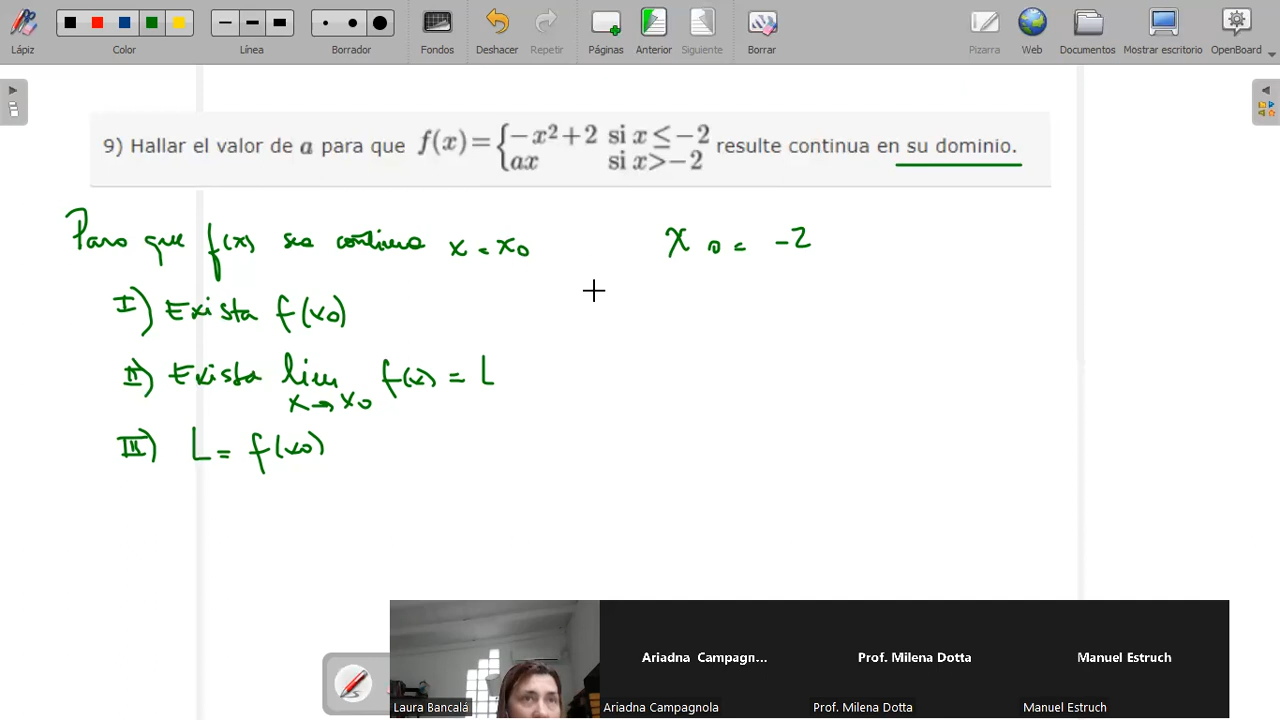 Lápiz Color Línea Borrador Fondos Deshacer Repetir Páginas Anterior Siguiente Borrar Pizarra Web Documentos Mostrar escritorio OpenBoard
9) Hallar el valor de a para que f(x)={−x²+2 si x≤−2 resulte continua en su dominio.
ax si x>−2
Para que f(x) sea continua x = x0
x0 = -2
I) Exista f(x0)
II) Exista lim f(x) = L
x→x0
III) L = f(x0)
Ariadna Campagn... Prof. Milena Dotta Manuel Estruch
Laura Bancalá Ariadna Campagnola Prof. Milena Dotta Manuel Estruch